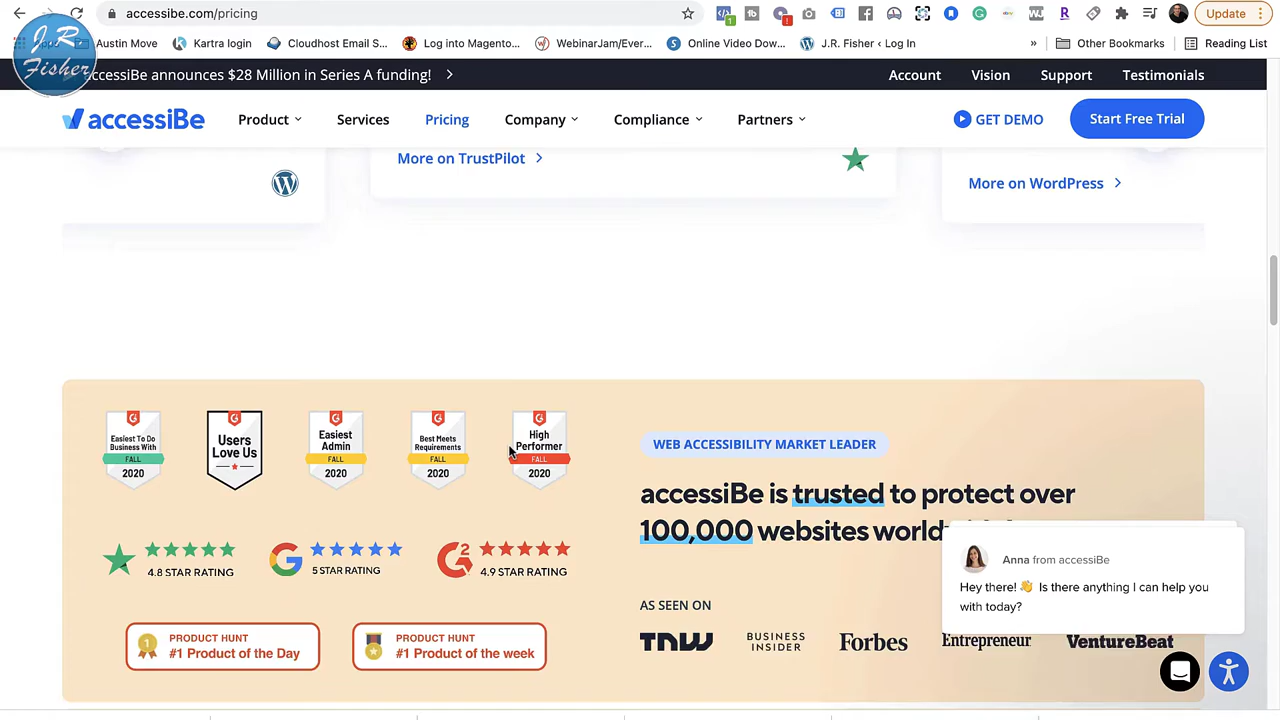 accessibe.com/pricing
Update
J.R.
Fisher
Apps
Austin Move
Kartra login
Cloudhost Email S...
Log into Magento...
WebinarJam/Ever...
Online Video Dow...
J.R. Fisher ‹ Log In
»
Other Bookmarks
Reading List
accessiBe announces $28 Million in Series A funding!
Account
Vision
Support
Testimonials
accessiBe
Product
Services
Pricing
Company
Compliance
Partners
GET DEMO
Start Free Trial
More on TrustPilot
More on WordPress
Easiest To Do
Business With
FALL
2020
Users
Love Us
Easiest
Admin
FALL
2020
Best Meets
Requirements
FALL
2020
High
Performer
FALL
2020
4.8 STAR RATING
5 STAR RATING
4.9 STAR RATING
PRODUCT HUNT
#1 Product of the Day
PRODUCT HUNT
#1 Product of the week
WEB ACCESSIBILITY MARKET LEADER
accessiBe is trusted to protect over
100,000 websites
AS SEEN ON
TNW
BUSINESS
INSIDER
Forbes
Entrepreneur
VentureBeat
Anna from accessiBe
Hey there! 👋 Is there anything I can help you
with today?